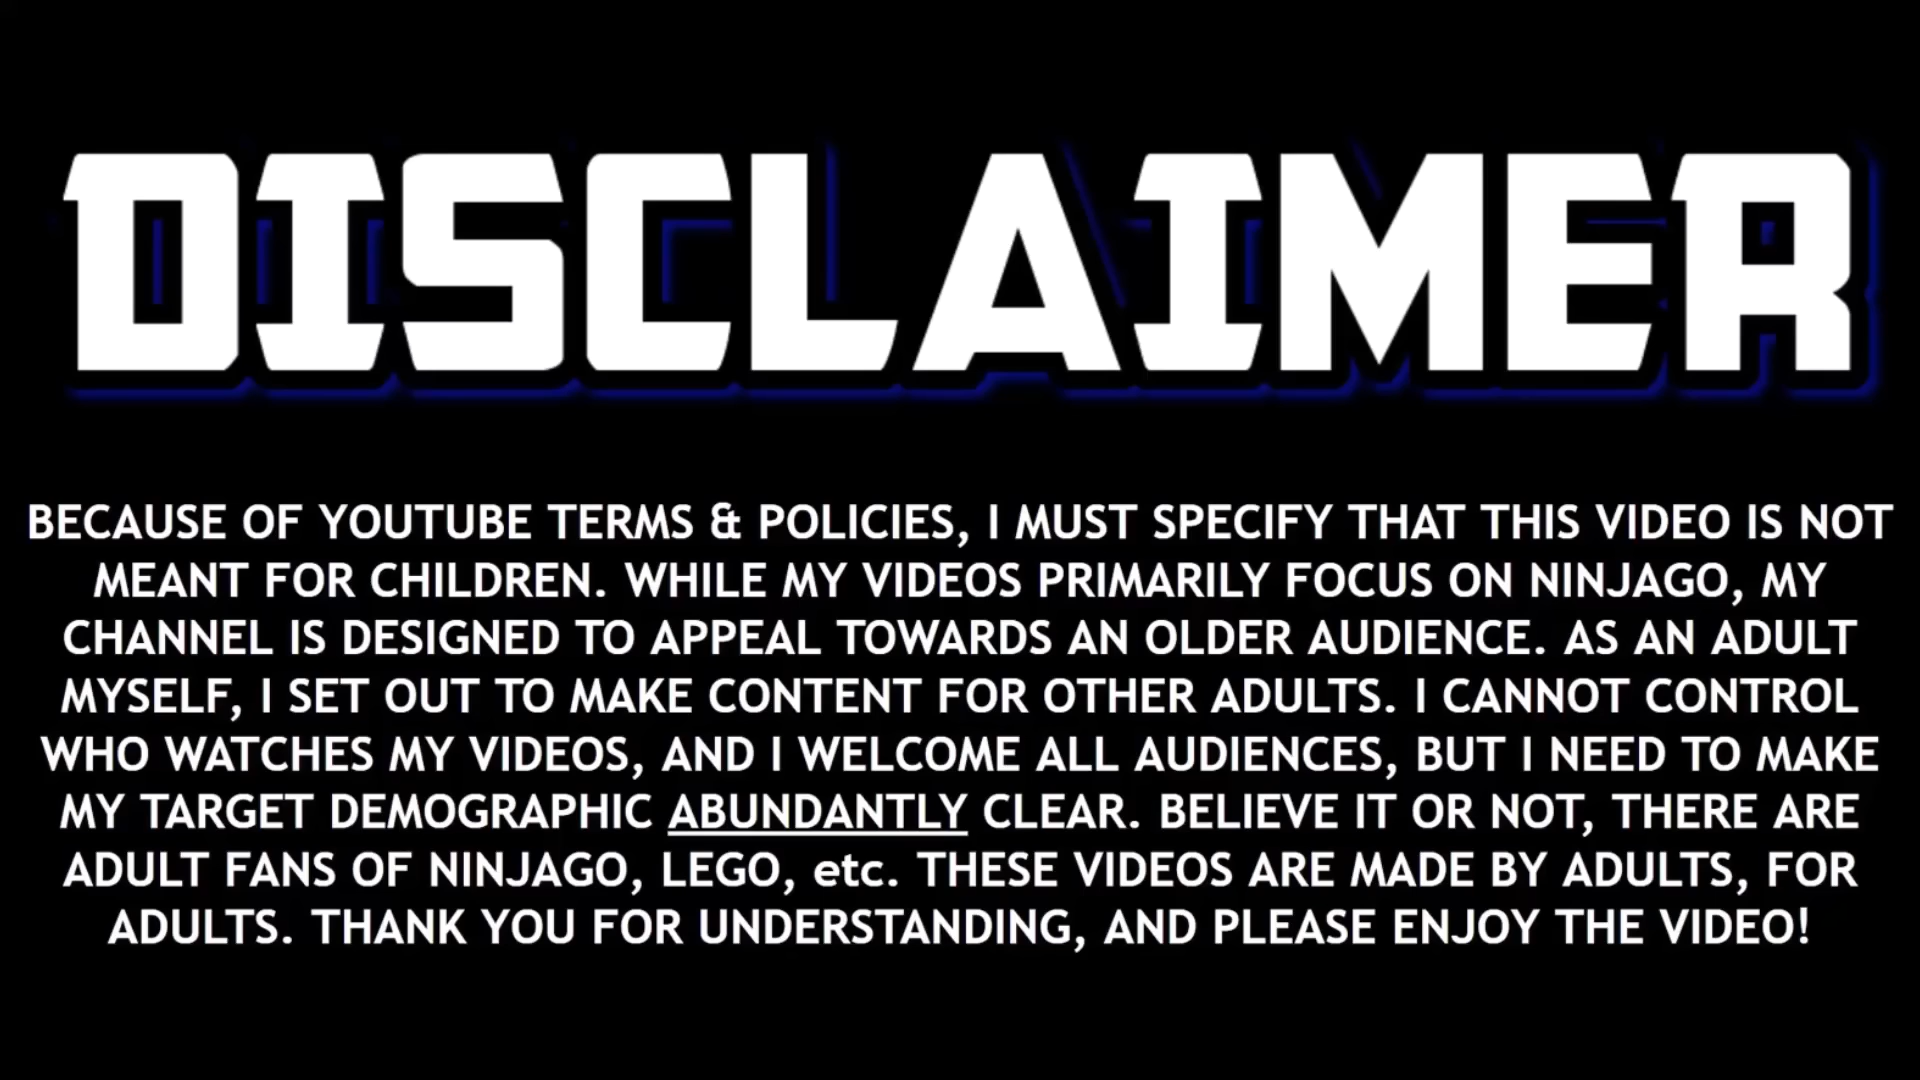 DISCLAIMER
BECAUSE OF YOUTUBE TERMS & POLICIES, I MUST SPECIFY THAT THIS VIDEO IS NOT
MEANT FOR CHILDREN. WHILE MY VIDEOS PRIMARILY FOCUS ON NINJAGO, MY
CHANNEL IS DESIGNED TO APPEAL TOWARDS AN OLDER AUDIENCE. AS AN ADULT
MYSELF, I SET OUT TO MAKE CONTENT FOR OTHER ADULTS. I CANNOT CONTROL
WHO WATCHES MY VIDEOS, AND I WELCOME ALL AUDIENCES, BUT I NEED TO MAKE
MY TARGET DEMOGRAPHIC ABUNDANTLY CLEAR. BELIEVE IT OR NOT, THERE ARE
ADULT FANS OF NINJAGO, LEGO, etc. THESE VIDEOS ARE MADE BY ADULTS, FOR
ADULTS. THANK YOU FOR UNDERSTANDING, AND PLEASE ENJOY THE VIDEO!